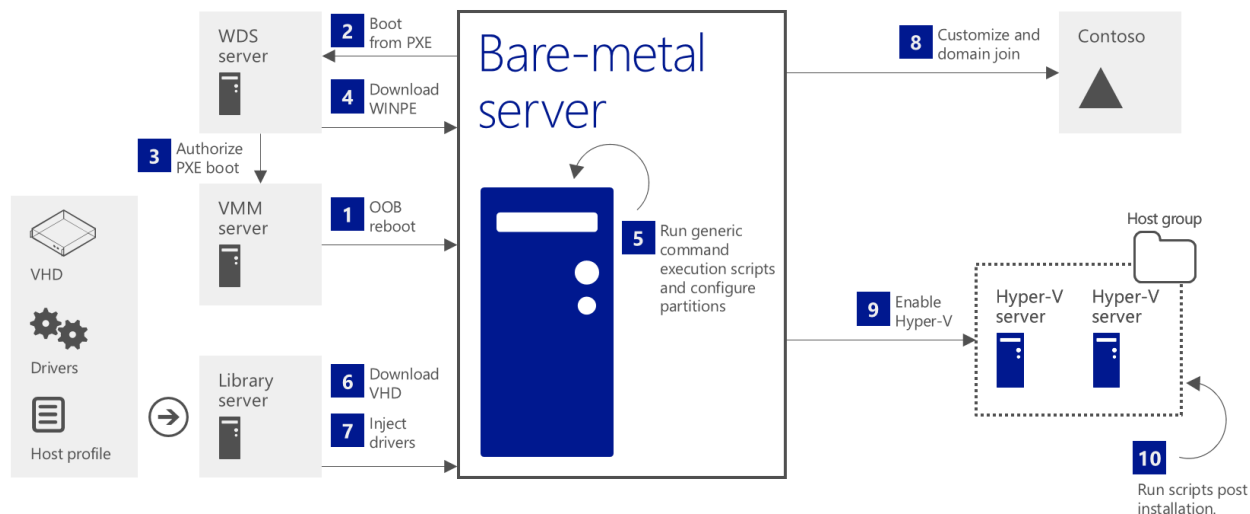 WDS
server
2
Boot
from PXE
4
Download
WINPE
3
Authorize
PXE boot
VMM
server
1
OOB
reboot
VHD
Drivers
Host profile
Library
server
6
Download
VHD
7
Inject
drivers
Bare-metal
server
5
Run generic
command
execution scripts
and configure
partitions
8
Customize and
domain join
Contoso
9
Enable
Hyper-V
Host group
Hyper-V
server
Hyper-V
server
10
Run scripts post
installation.